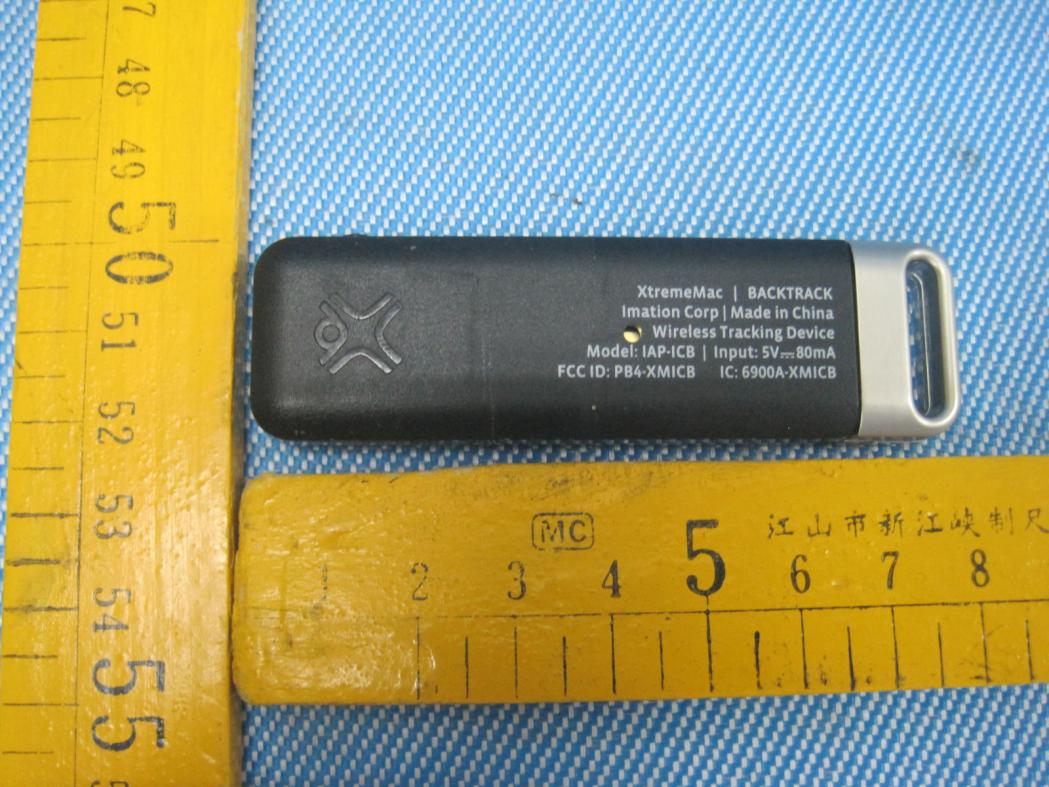 48
49
50
51
52
53
54
55
XtremeMac | BACKTRACK
Imation Corp | Made in China
Wireless Tracking Device
Model: IAP-ICB | Input: 5V⎓80mA
FCC ID: PB4-XMICB IC: 6900A-XMICB
MC 江山市新江峡制尺
1 2 3 4 5 6 7 8